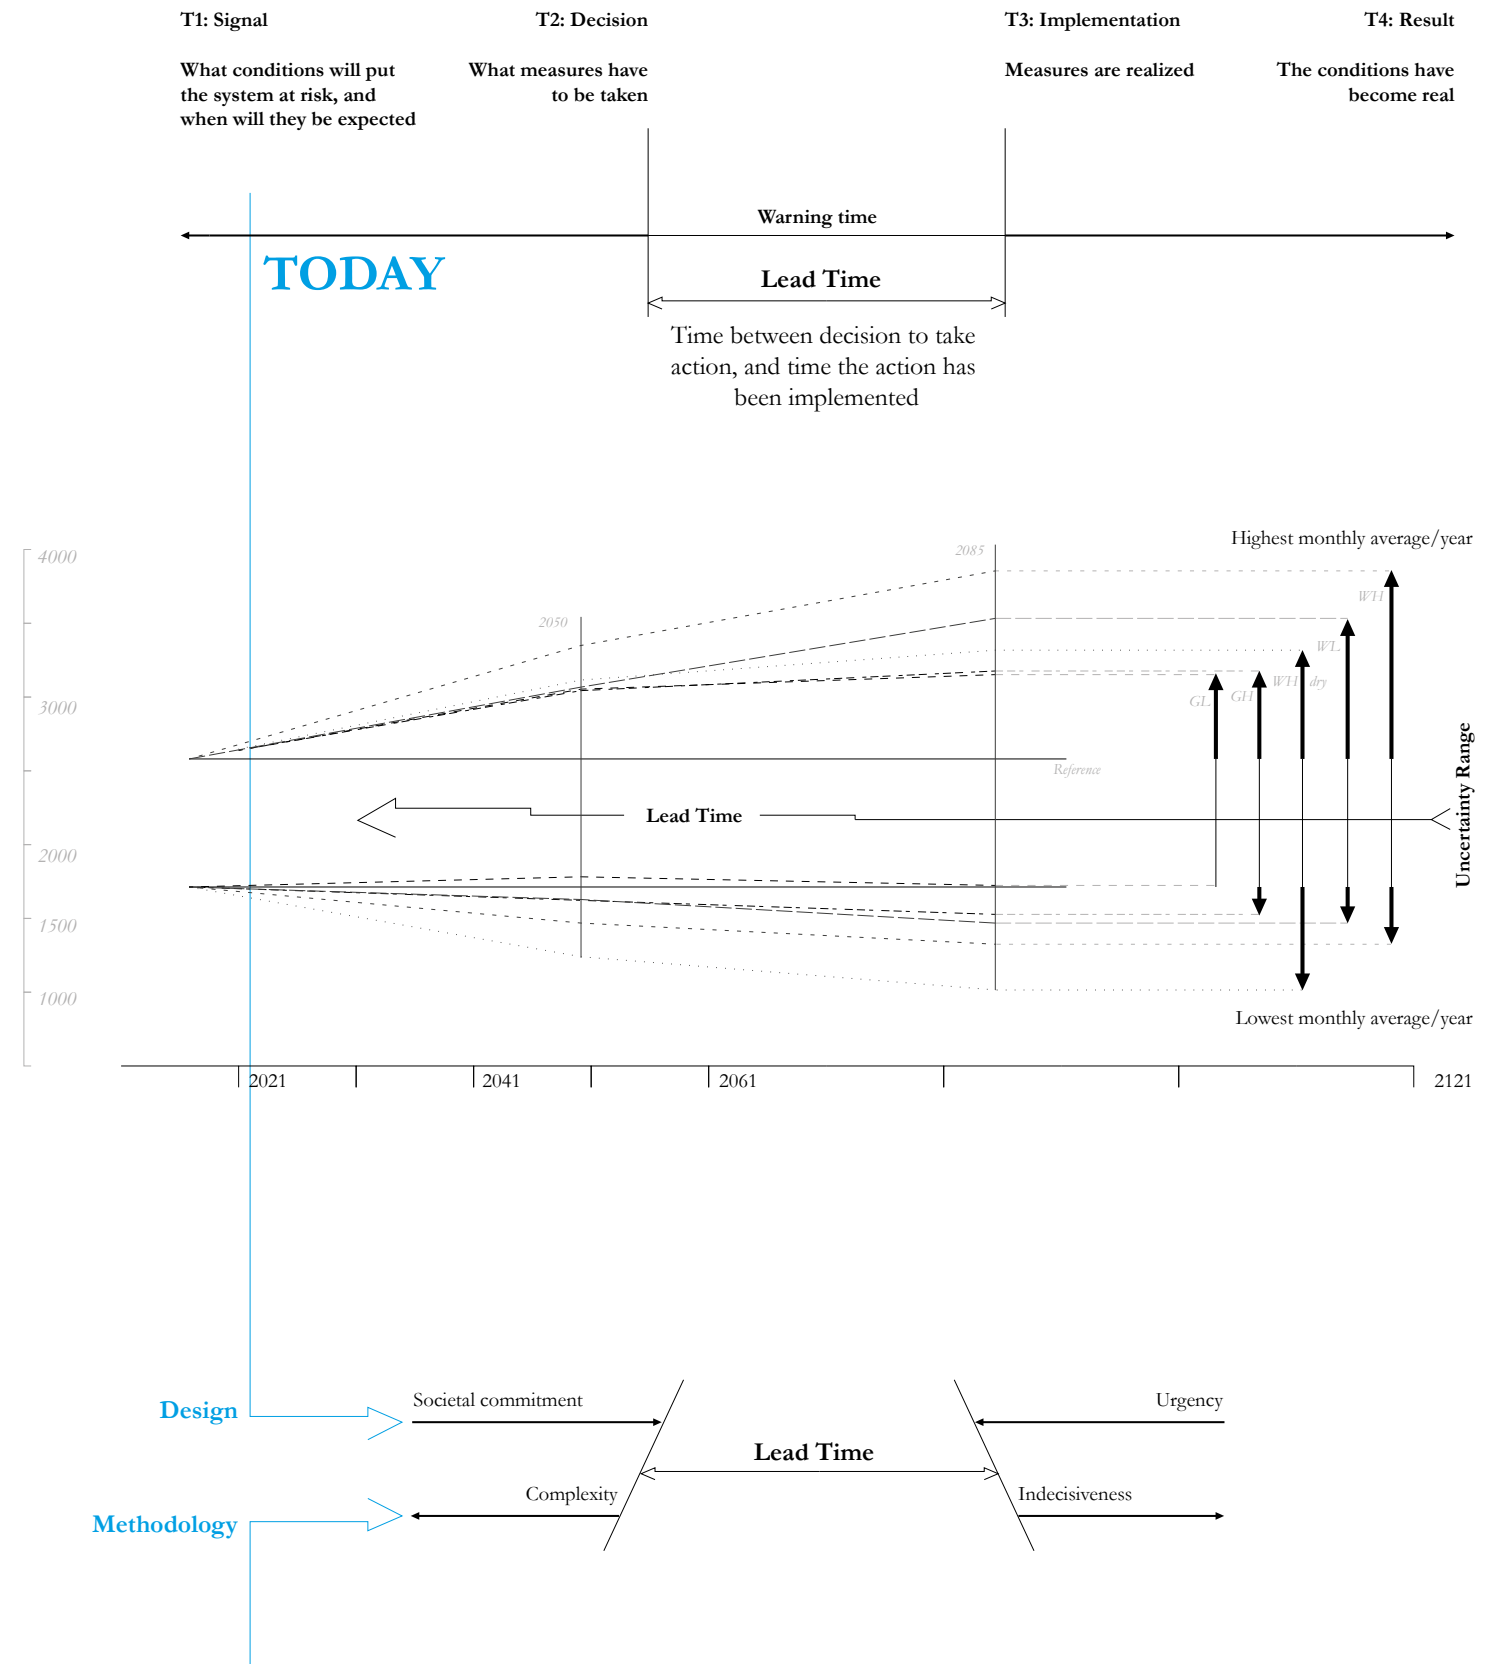 T1: Signal
T2: Decision
T3: Implementation
T4: Result
What conditions will put
the system at risk, and
when will they be expected
What measures have
to be taken
Measures are realized
The conditions have
become real
Warning time
TODAY
Lead Time
Time between decision to take
action, and time the action has
been implemented
Highest monthly average/year
4000
2085
WH
2050
WL
WH dry
GH
GL
3000
Reference
Uncertainty Range
Lead Time
2000
1500
1000
Lowest monthly average/year
2021
2041
2061
2121
Societal commitment
Urgency
Design
Lead Time
Complexity
Indecisiveness
Methodology